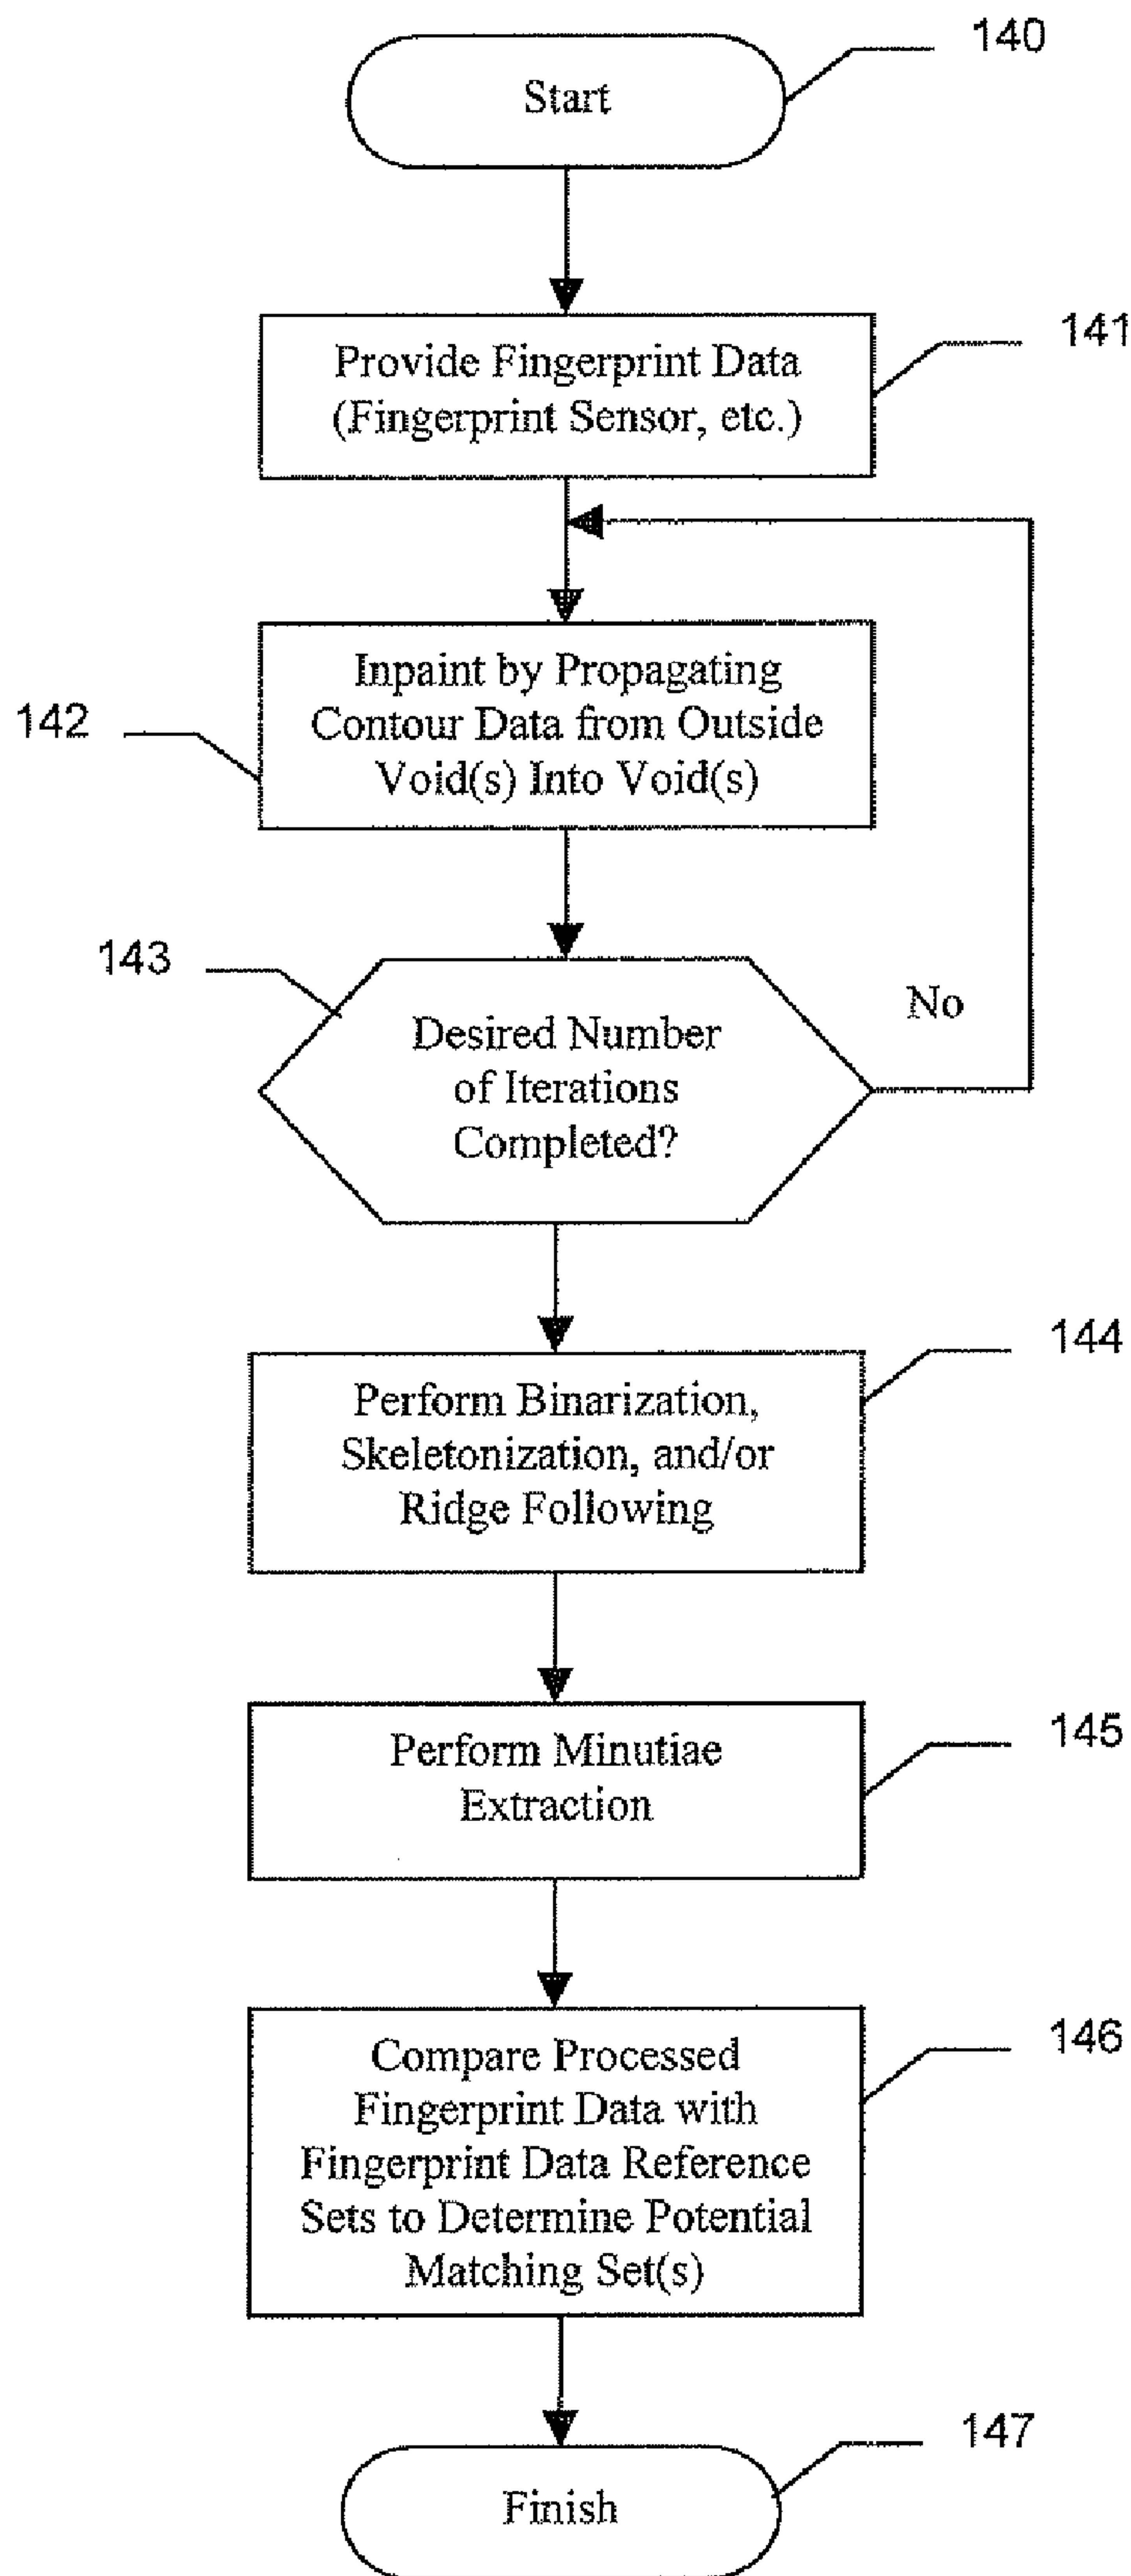 140
Start
141
Provide Fingerprint Data
(Fingerprint Sensor, etc.)
142
Inpaint by Propagating
Contour Data from Outside
Void(s) Into Void(s)
143
Desired Number
of Iterations
Completed?
No
144
Perform Binarization,
Skeletonization, and/or
Ridge Following
145
Perform Minutiae
Extraction
146
Compare Processed
Fingerprint Data with
Fingerprint Data Reference
Sets to Determine Potential
Matching Set(s)
147
Finish